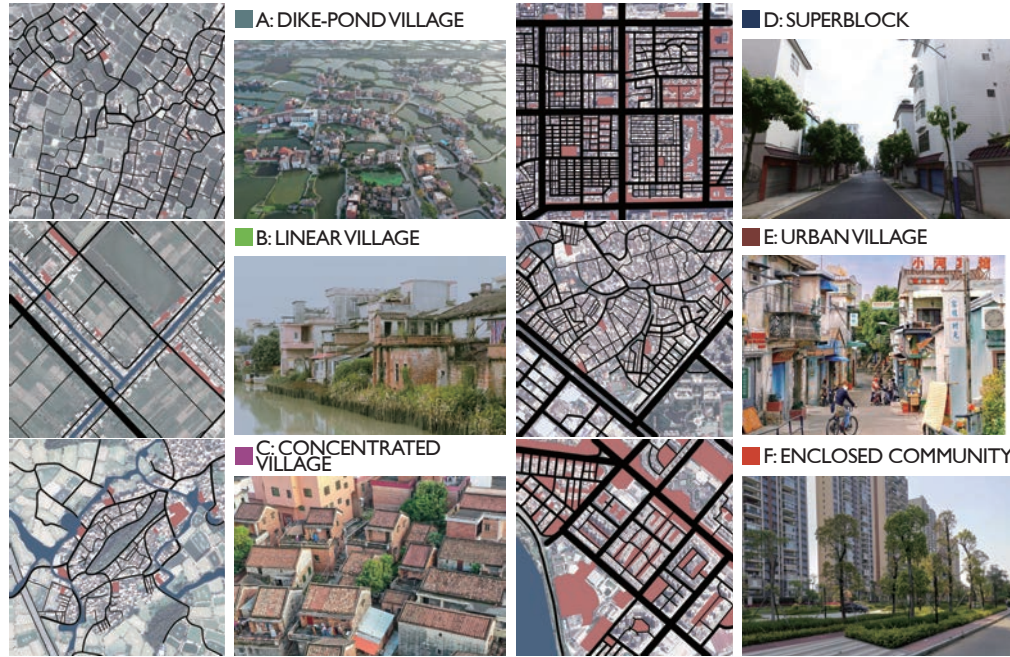 A: DIKE-POND VILLAGE
D: SUPERBLOCK
B: LINEAR VILLAGE
E: URBAN VILLAGE
C: CONCENTRATED
VILLAGE
F: ENCLOSED COMMUNITY